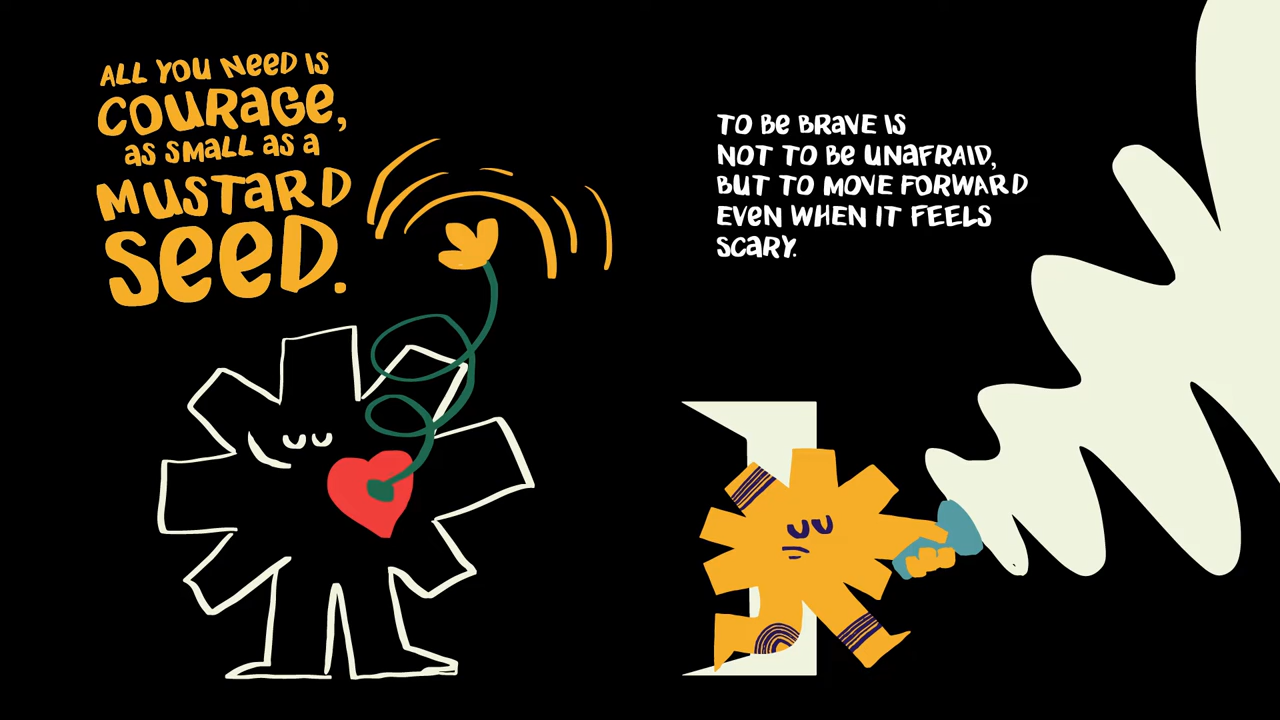 ALL YOU NEED IS
COURAGE,
AS SMALL AS A
MUSTARD
SEED.
TO BE BRAVE IS
NOT TO BE UNAFRAID,
BUT TO MOVE FORWARD
EVEN WHEN IT FEELS
SCARY.